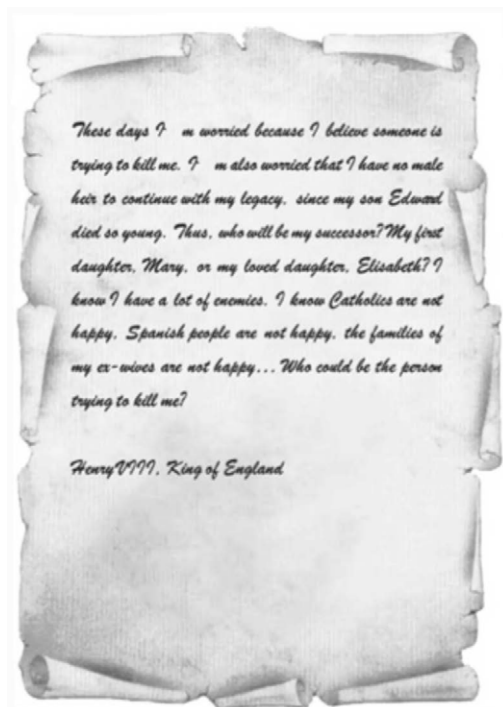 These days I m worried because I believe someone is
trying to kill me. I m also worried that I have no male
heir to continue with my legacy, since my son Edward
died so young. Thus, who will be my successor? My first
daughter, Mary, or my loved daughter, Elisabeth? I
know I have a lot of enemies. I know Catholics are not
happy, Spanish people are not happy, the families of
my ex-wives are not happy... Who could be the person
trying to kill me?
Henry VIII, King of England